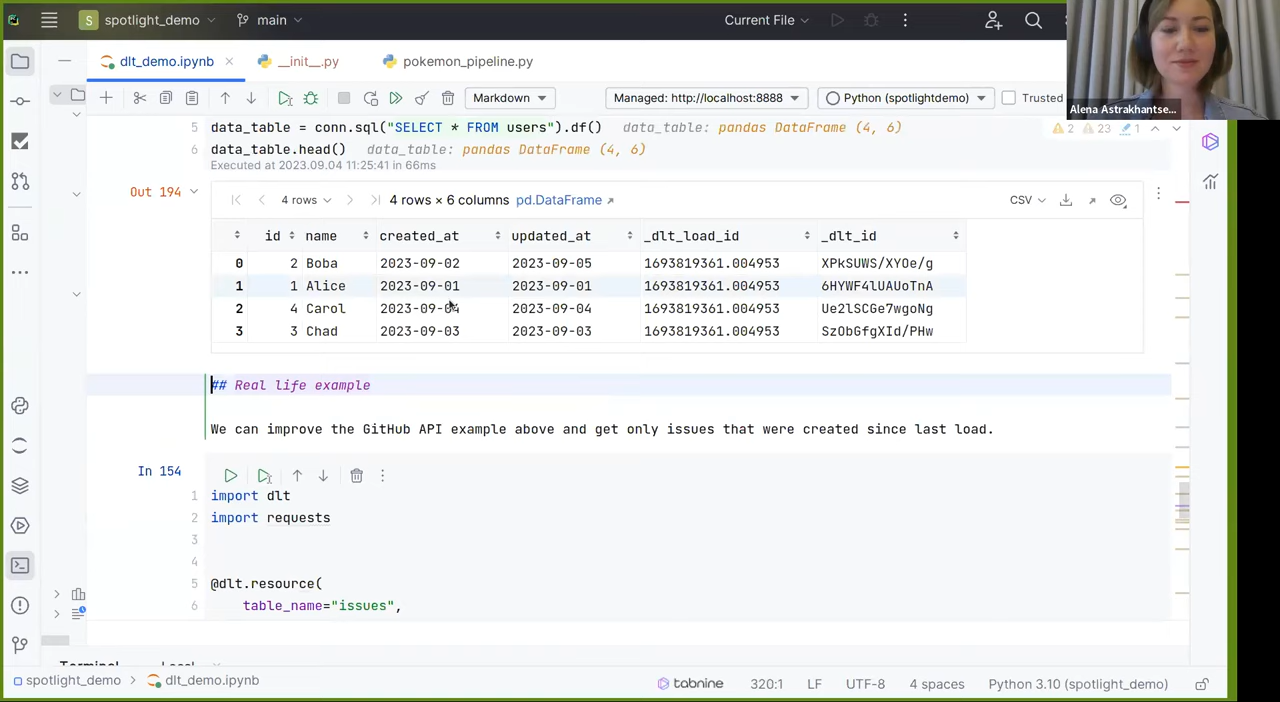 S spotlight_demo main Current File
dlt_demo.ipynb __init__.py pokemon_pipeline.py
Markdown Managed: http://localhost:8888 Python (spotlightdemo) Trusted
Alena Astrakhantse...
5 data_table = conn.sql("SELECT * FROM users").df() data_table: pandas DataFrame (4, 6)
2 23 1
6 data_table.head() data_table: pandas DataFrame (4, 6)
Executed at 2023.09.04 11:25:41 in 66ms
Out 194
4 rows 4 rows × 6 columns pd.DataFrame CSV
id name created_at updated_at _dlt_load_id _dlt_id
0 2 Boba 2023-09-02 2023-09-05 1693819361.004953 XPkSUWS/XYOe/g
1 1 Alice 2023-09-01 2023-09-01 1693819361.004953 6HYWF4lUAUoTnA
2 4 Carol 2023-09-04 2023-09-04 1693819361.004953 Ue2lSCGe7wgoNg
3 3 Chad 2023-09-03 2023-09-03 1693819361.004953 SzObGfgXId/PHw
## Real life example
We can improve the GitHub API example above and get only issues that were created since last load.
In 154
1 import dlt
2 import requests
3
4
5 @dlt.resource(
6 table_name="issues",
Terminal Local
spotlight_demo dlt_demo.ipynb tabnine 320:1 LF UTF-8 4 spaces Python 3.10 (spotlight_demo)